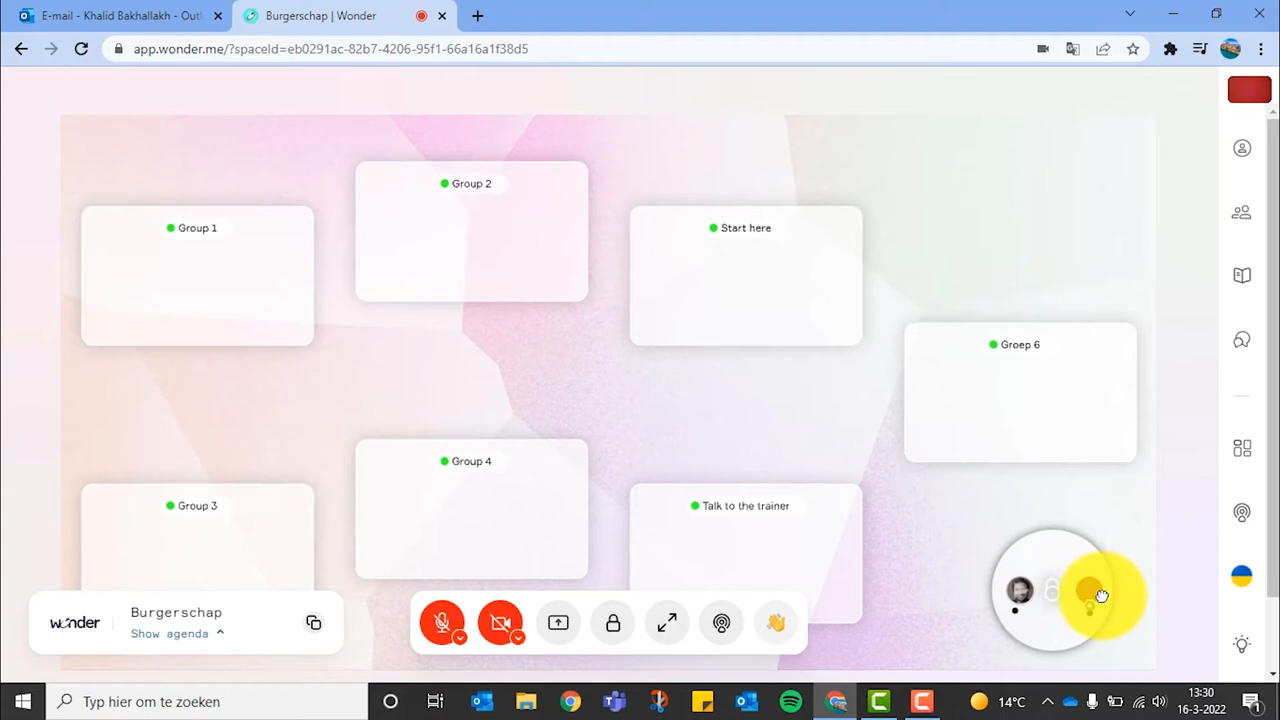 E-mail - Khalid Bakhallakh - Outl
Burgerschap | Wonder
app.wonder.me/?spaceId=eb0291ac-82b7-4206-95f1-66a16a1f38d5
Group 2
Group 1
Start here
Groep 6
Group 4
Group 3
Talk to the trainer
wonder
Burgerschap
Show agenda
Typ hier om te zoeken
14°C
13:30
16-3-2022
1